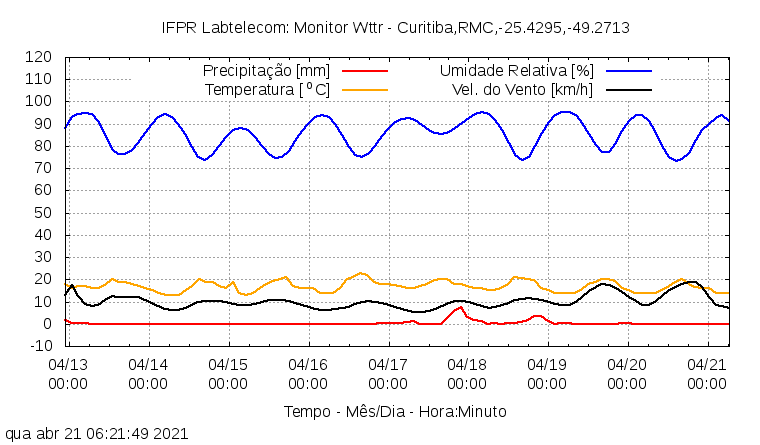 IFPR Labtelecom: Monitor Wttr - Curitiba,RMC,-25.4295,-49.2713
Precipitação [mm]
Umidade Relativa [%]
Temperatura [⁰C]
Vel. do Vento [km/h]
120
110
100
90
80
70
60
50
40
30
20
10
0
-10
04/13 04/14 04/15 04/16 04/17 04/18 04/19 04/20 04/21
00:00 00:00 00:00 00:00 00:00 00:00 00:00 00:00 00:00
Tempo - Mês/Dia - Hora:Minuto
qua abr 21 06:21:49 2021